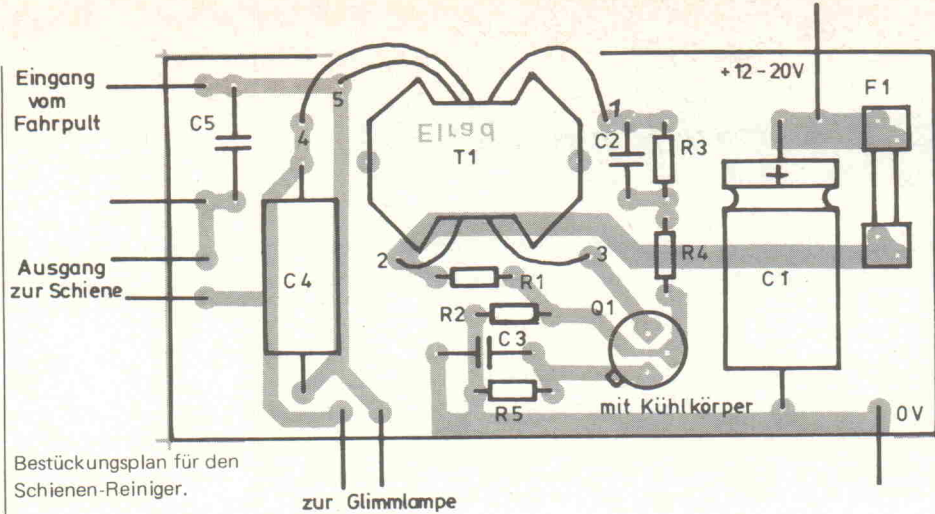 Eingang
vom
Fahrpult
Ausgang
zur Schiene
C5
4
5
Elrad
T1
1
C2
R3
+12-20V
F1
C4
2
3
R4
R1
Q1
R2
C3
R5
C1
mit Kühlkörper
0V
Bestückungsplan für den
Schienen-Reiniger.
zur Glimmlampe